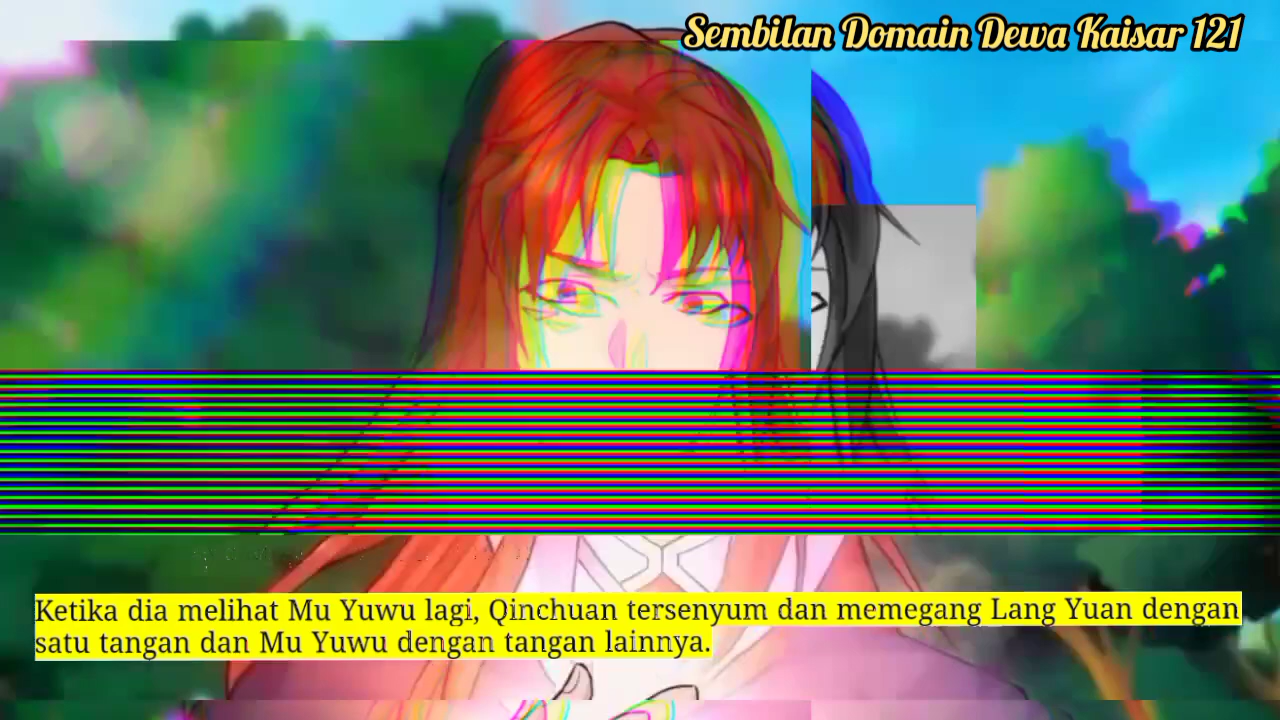 Sembilan Domain Dewa Kaisar 121
Ketika dia melihat Mu Yuwu lagi, Qinchuan tersenyum dan memegang Lang Yuan dengan
satu tangan dan Mu Yuwu dengan tangan lainnya.